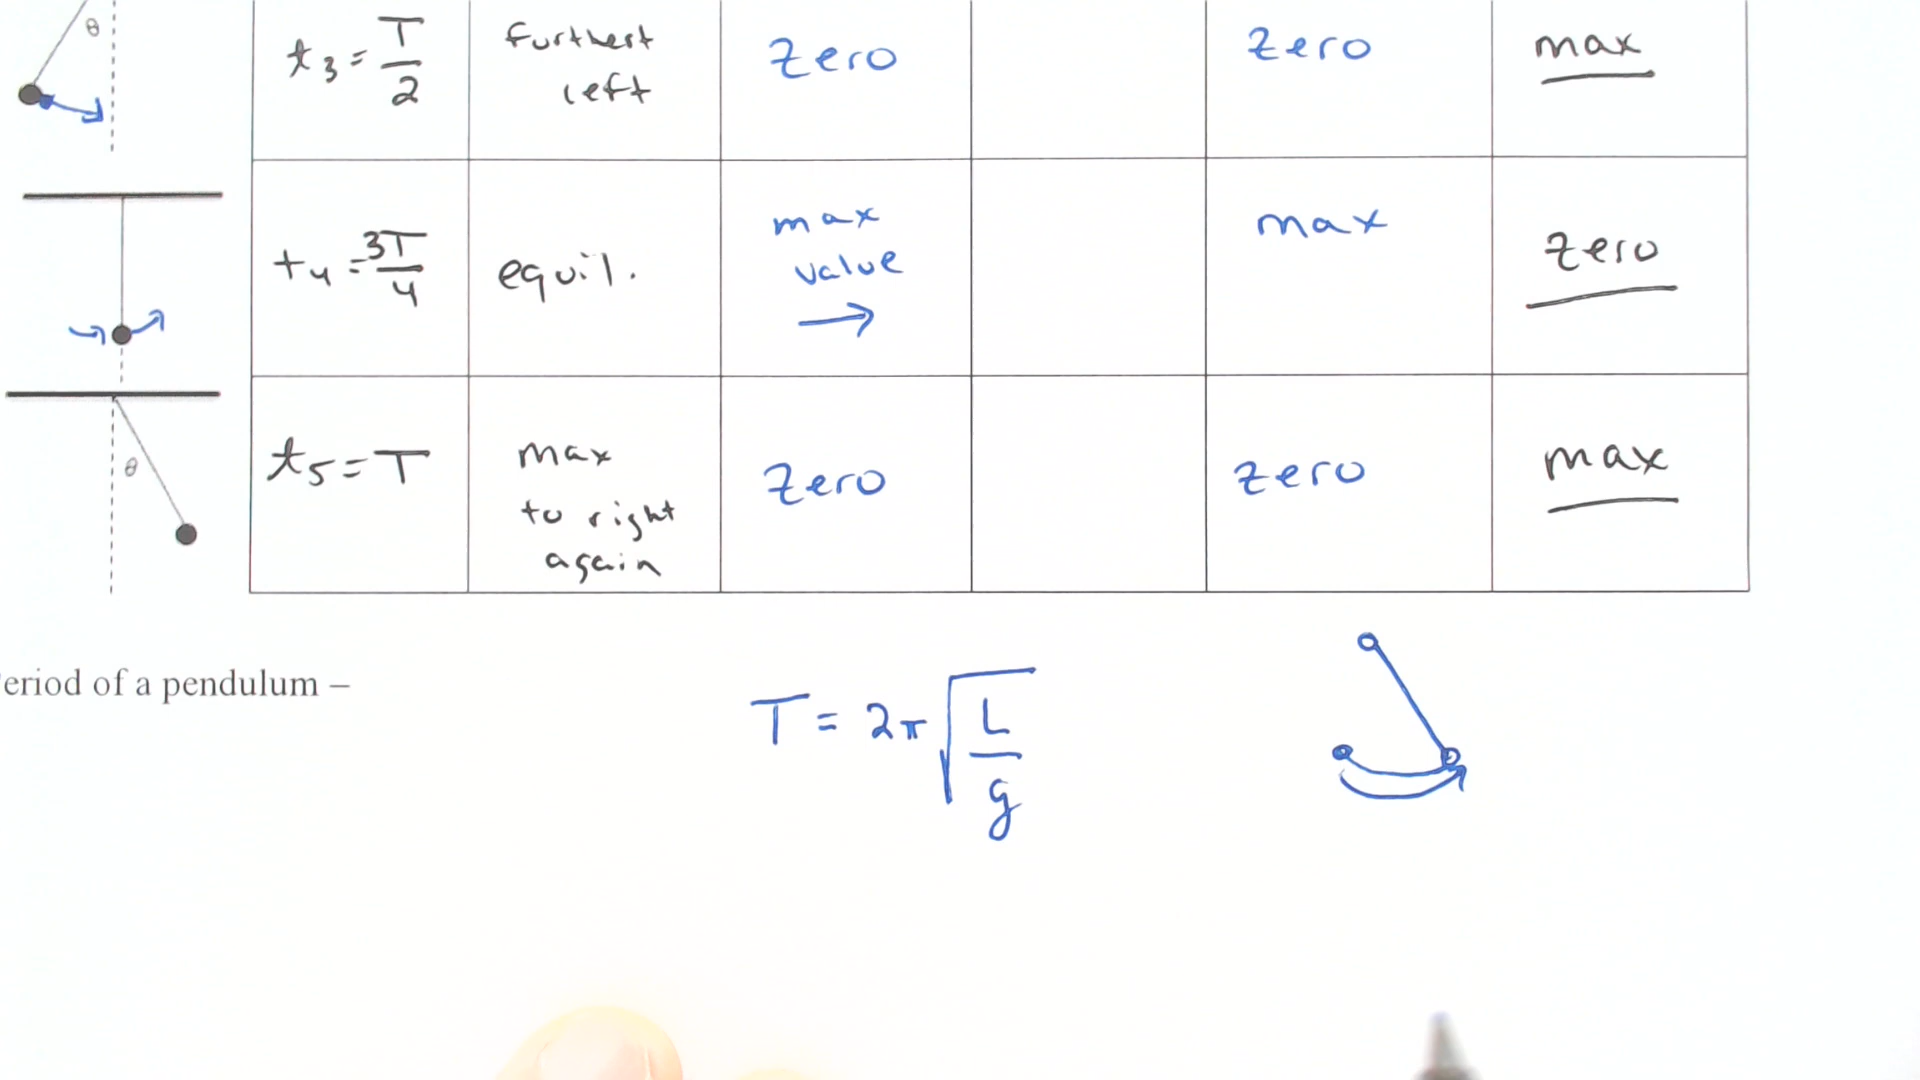 θ
t₃ = T/2
furthest
left
zero
zero
max
t₄ = 3T/4
equil.
max
value
→
max
zero
θ
t₅ = T
max
to right
again
zero
zero
max
eriod of a pendulum –
T = 2π√(L/g)